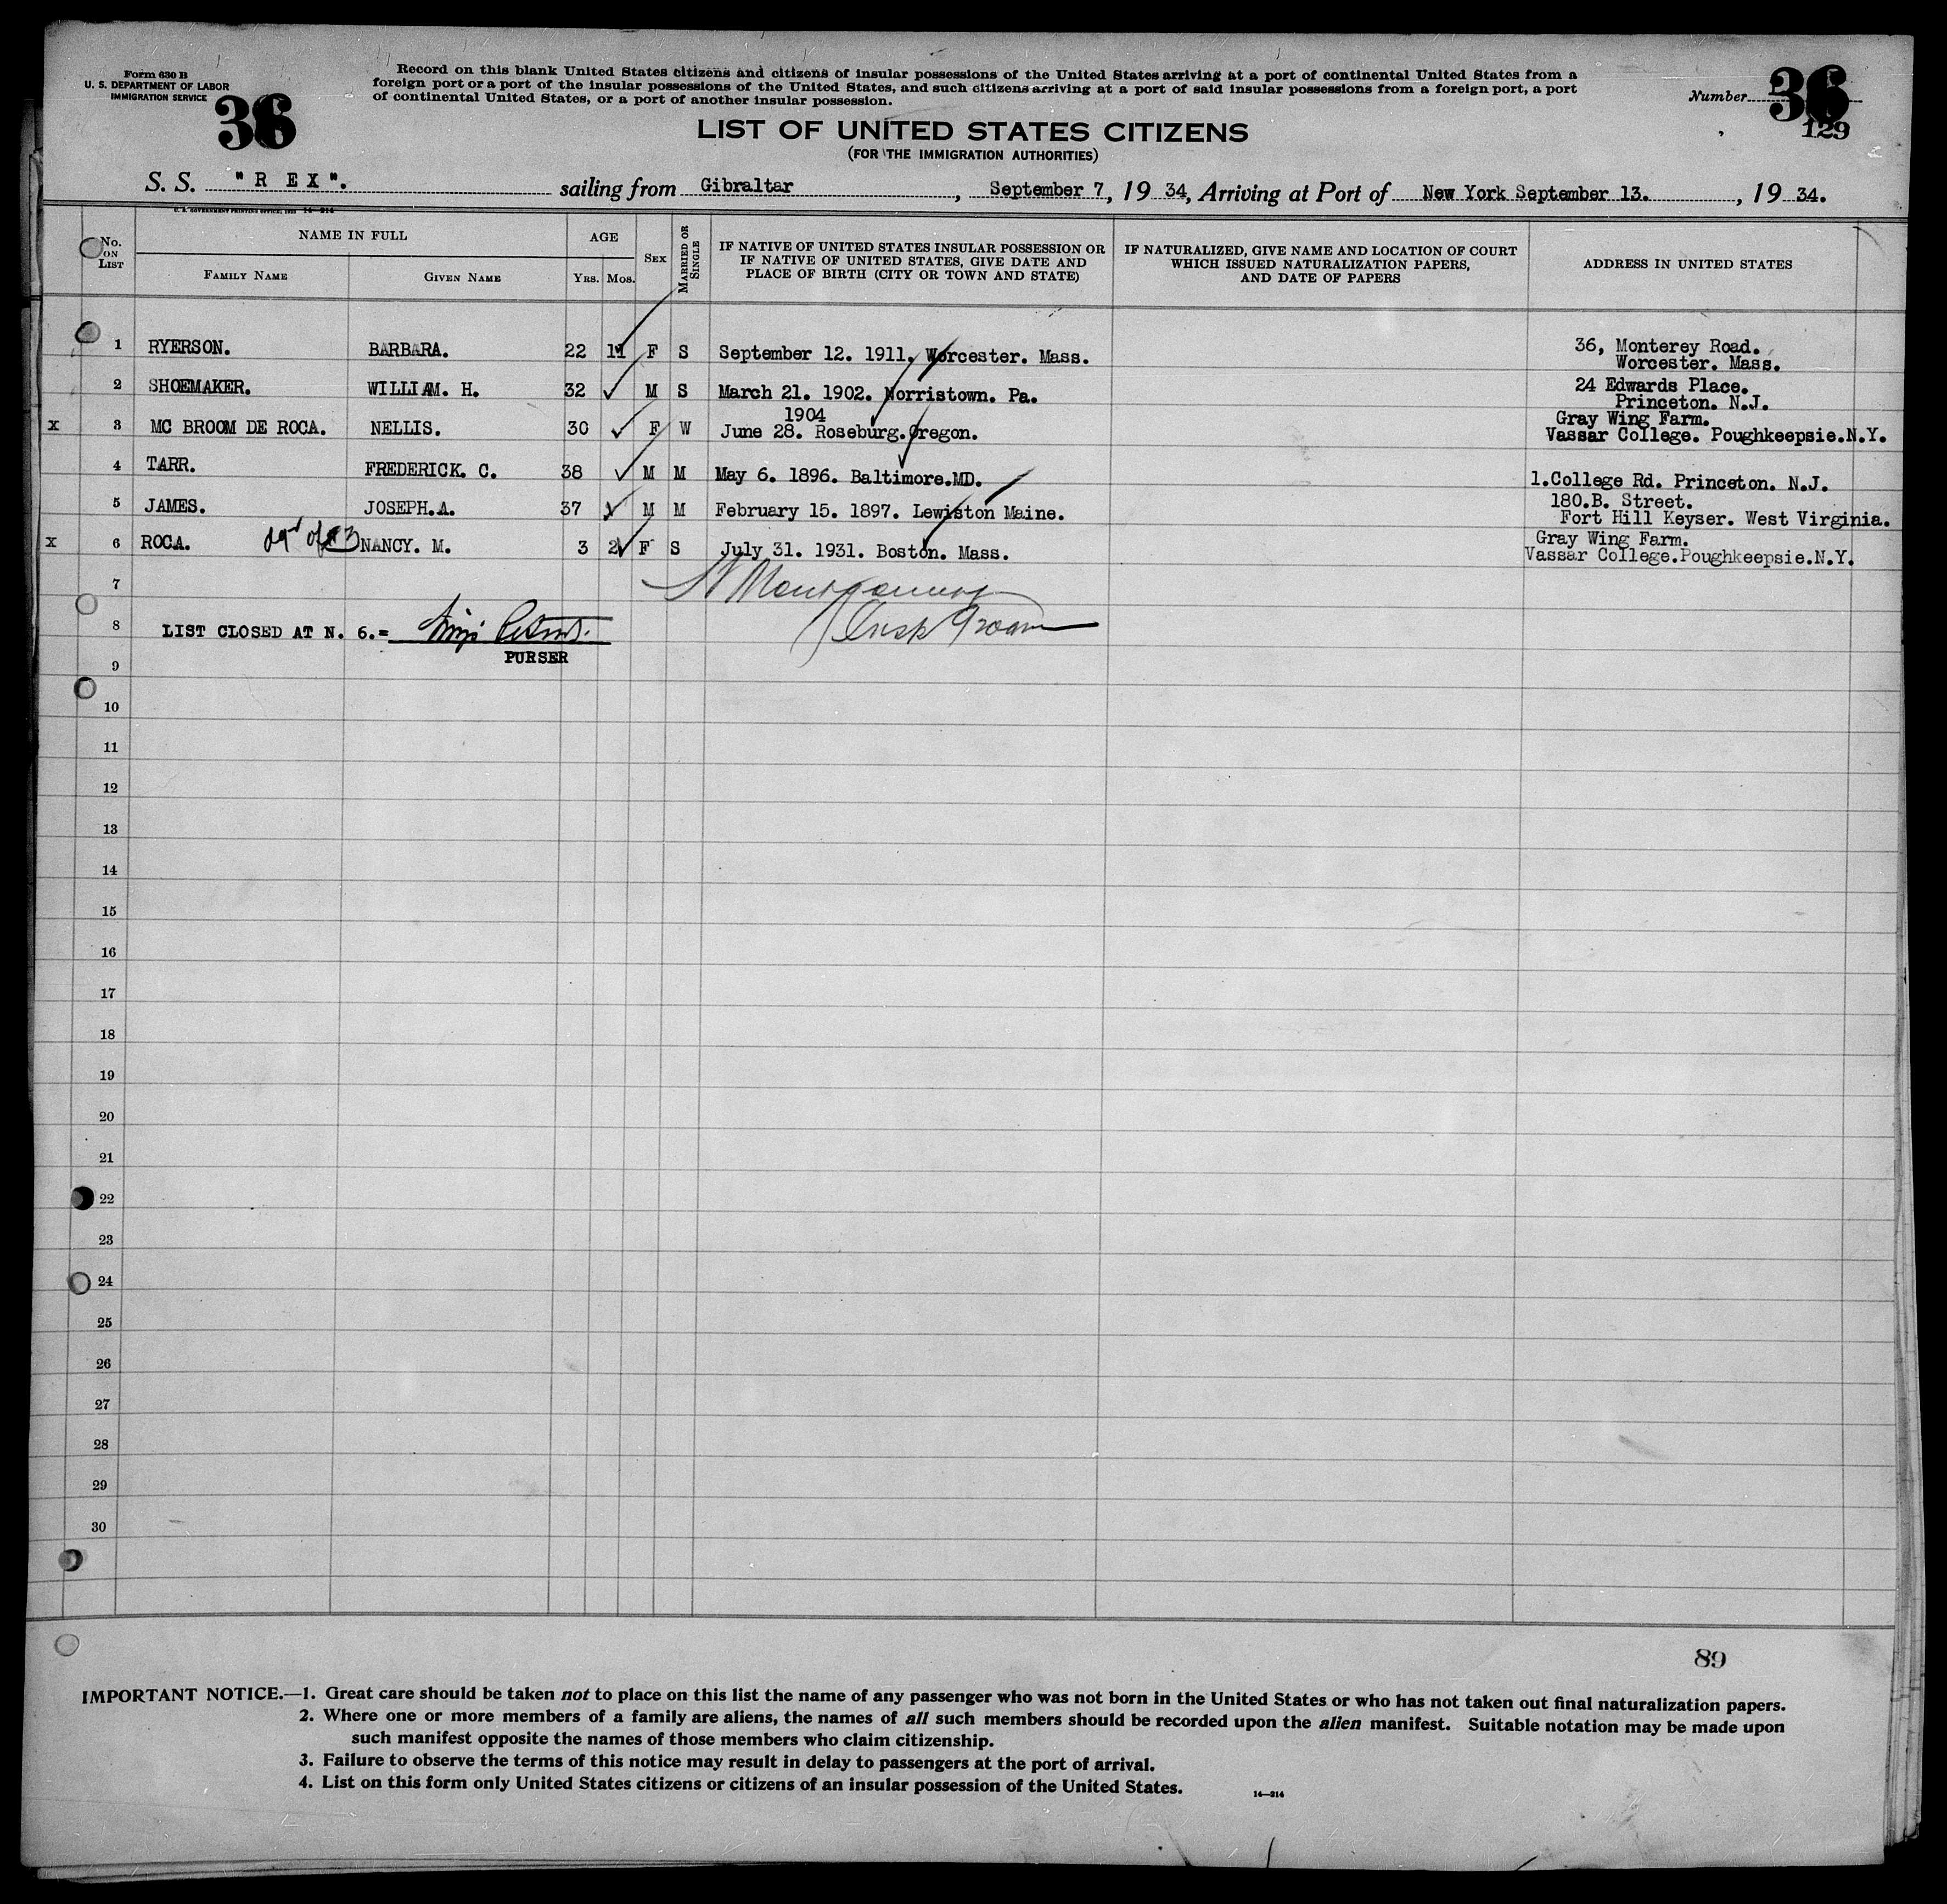 Form 630 B
U. S. DEPARTMENT OF LABOR
IMMIGRATION SERVICE
36
Record on this blank United States citizens and citizens of insular possessions of the United States arriving at a port of continental United States from a
foreign port or a port of the insular possessions of the United States, and such citizens arriving at a port of said insular possessions from a foreign port, a port
of continental United States, or a port of another insular possession.
Number 36
129
LIST OF UNITED STATES CITIZENS
(FOR THE IMMIGRATION AUTHORITIES)
S. S. "R EX". sailing from Gibraltar, September 7, 19 34, Arriving at Port of New York September 13. , 19 34.
U. S. GOVERNMENT PRINTING OFFICE: 14—214
No. ON LIST
NAME IN FULL
FAMILY NAME
GIVEN NAME
AGE
YRS. MOS.
SEX
MARRIED OR SINGLE
IF NATIVE OF UNITED STATES INSULAR POSSESSION OR
IF NATIVE OF UNITED STATES, GIVE DATE AND
PLACE OF BIRTH (CITY OR TOWN AND STATE)
IF NATURALIZED, GIVE NAME AND LOCATION OF COURT
WHICH ISSUED NATURALIZATION PAPERS,
AND DATE OF PAPERS
ADDRESS IN UNITED STATES
1 RYERSON. BARBARA. 22 11 F S September 12. 1911. Worcester. Mass. 36, Monterey Road.
Worcester. Mass.
2 SHOEMAKER. WILLIAM. H. 32 M S March 21. 1902. Norristown. Pa. 24 Edwards Place.
Princeton. N.J.
1904
x 3 MC BROOM DE ROCA. NELLIS. 30 F W June 28. Roseburg.Oregon. Gray Wing Farm.
Vassar College. Poughkeepsie.N.Y.
4 TARR. FREDERICK. C. 38 M M May 6. 1896. Baltimore.MD. 1.College Rd. Princeton. N.J.
5 JAMES. JOSEPH.A. 37 M M February 15. 1897. Lewiston Maine. 180.B. Street.
Fort Hill Keyser. West Virginia.
x 6 ROCA. of #3 NANCY. M. 3 2 F S July 31. 1931. Boston. Mass. Gray Wing Farm.
Vassar College.Poughkeepsie.N.Y.
7 Montgomery
8 LIST CLOSED AT N. 6.=
PURSER
9
10
11
12
13
14
15
16
17
18
19
20
21
22
23
24
25
26
27
28
29
30
89
IMPORTANT NOTICE.—1. Great care should be taken not to place on this list the name of any passenger who was not born in the United States or who has not taken out final naturalization papers.
2. Where one or more members of a family are aliens, the names of all such members should be recorded upon the alien manifest. Suitable notation may be made upon
such manifest opposite the names of those members who claim citizenship.
3. Failure to observe the terms of this notice may result in delay to passengers at the port of arrival.
4. List on this form only United States citizens or citizens of an insular possession of the United States.
14—214